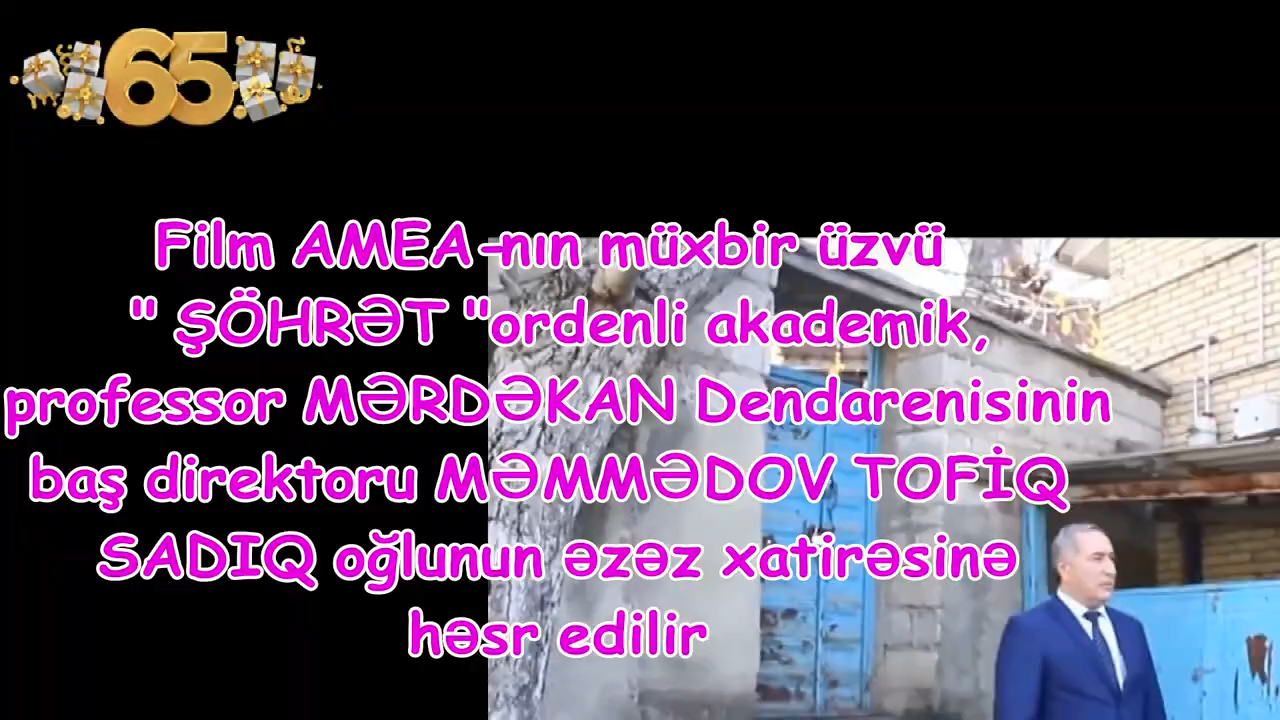 65
Film AMEA-nın müxbir üzvü
" ŞÖHRƏT "ordenli akademik,
professor MƏRDƏKAN Dendarenisinin
baş direktoru MƏMMƏDOV TOFİQ
SADIQ oğlunun əzəz xatirəsinə
həsr edilir